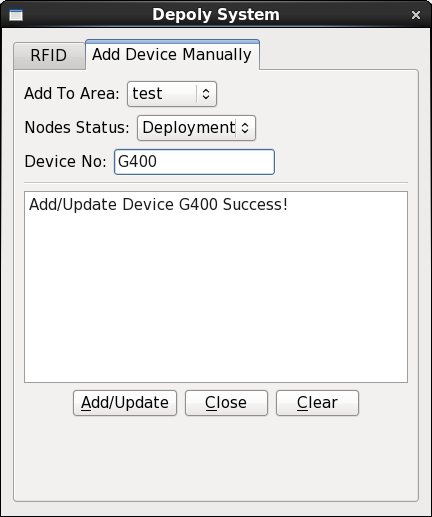 Depoly System
RFID
Add Device Manually
Add To Area: test
Nodes Status: Deployment
Device No: G400
Add/Update Device G400 Success!
Add/Update
Close
Clear